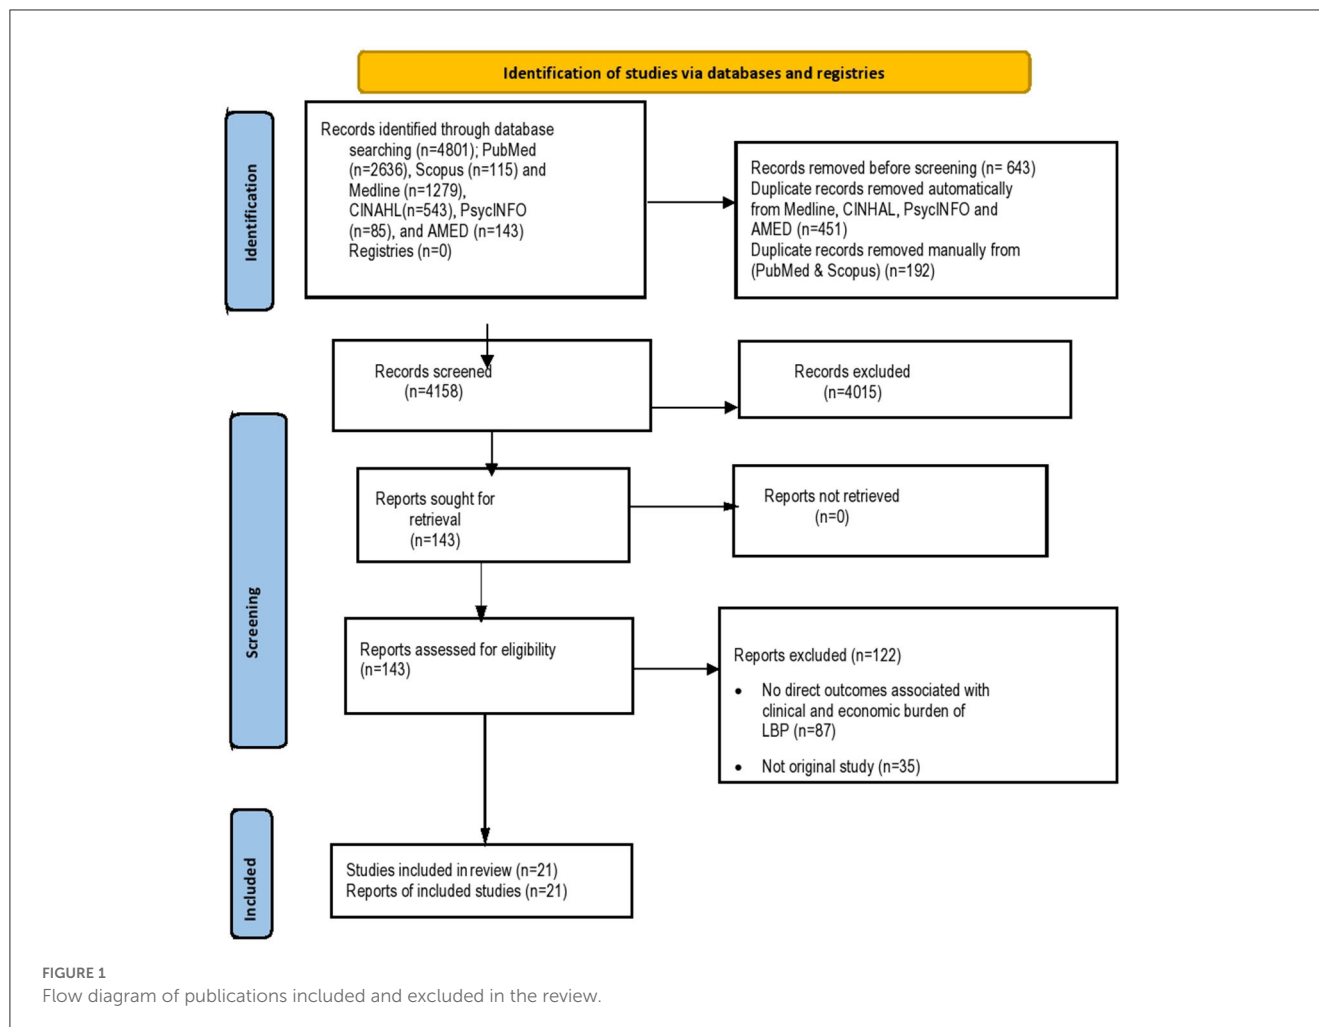 Identification of studies via databases and registries
Identification
Records identified through database
searching (n=4801); PubMed
(n=2636), Scopus (n=115) and
Medline (n=1279),
CINAHL(n=543), PsycINFO
(n=85), and AMED (n=143)
Registries (n=0)
Records removed before screening (n= 643)
Duplicate records removed automatically
from Medline, CINHAL, PsycINFO and
AMED (n=451)
Duplicate records removed manually from
(PubMed & Scopus) (n=192)
Screening
Records screened
(n=4158)
Records excluded
(n=4015)
Reports sought for
retrieval
(n=143)
Reports not retrieved
(n=0)
Reports assessed for eligibility
(n=143)
Reports excluded (n=122)
• No direct outcomes associated with
clinical and economic burden of
LBP (n=87)
• Not original study (n=35)
Included
Studies included in review (n=21)
Reports of included studies (n=21)
FIGURE 1
Flow diagram of publications included and excluded in the review.